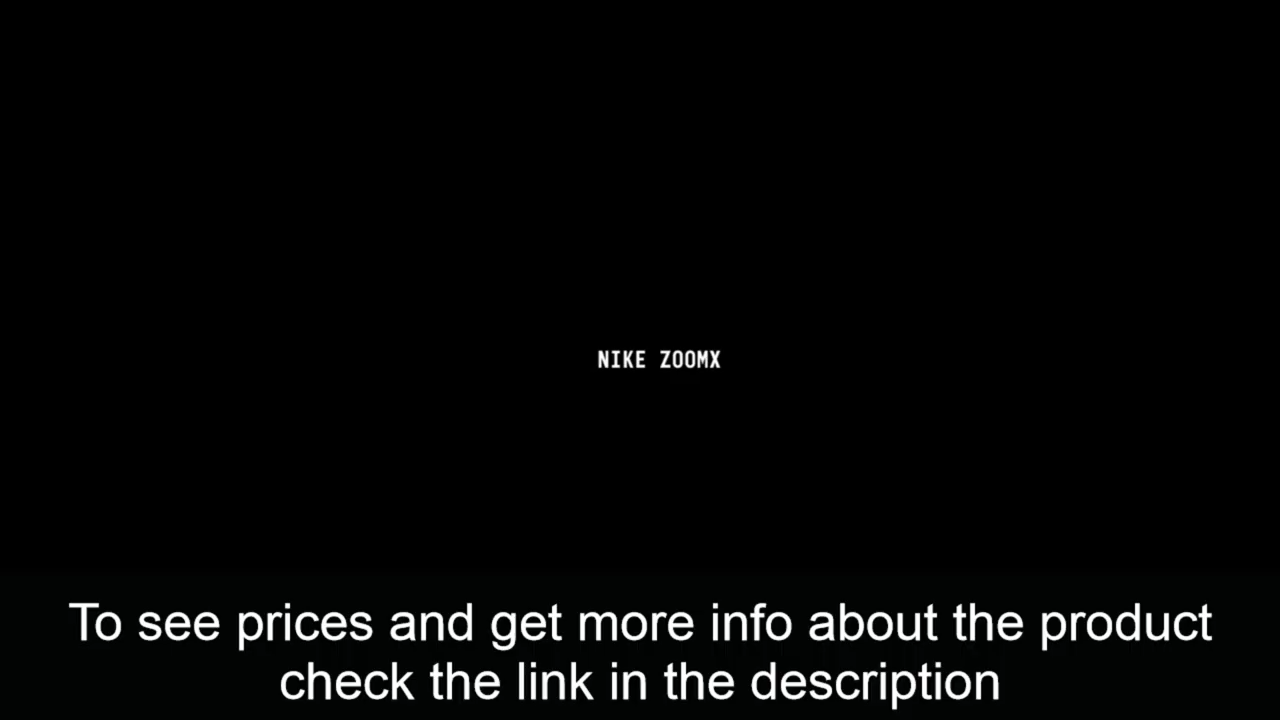 NIKE ZOOMX
To see prices and get more info about the product
check the link in the description